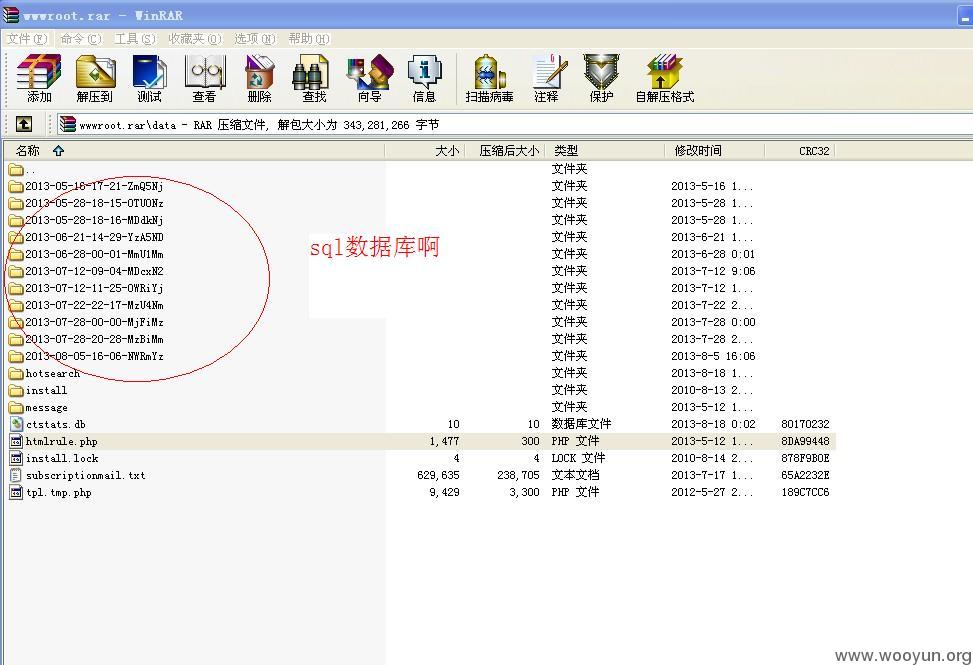 wwwroot.rar - WinRAR
文件(F) 命令(C) 工具(S) 收藏夹(O) 选项(N) 帮助(H)
添加 解压到 测试 查看 删除 查找 向导 信息 扫描病毒 注释 保护 自解压格式
wwwroot.rar\data - RAR 压缩文件, 解包大小为 343,281,266 字节
名称 大小 压缩后大小 类型 修改时间 CRC32
.. 文件夹
2013-05-16-17-21-ZmQ5Nj 文件夹 2013-5-16 1...
2013-05-28-18-15-OTU0Nz 文件夹 2013-5-28 1...
2013-05-28-18-16-MDdkNj 文件夹 2013-5-28 1...
2013-06-21-14-29-YzA5ND 文件夹 2013-6-21 1...
2013-06-28-00-01-MmU1Mm 文件夹 2013-6-28 0:01
sql数据库啊
2013-07-12-09-04-MDcxN2 文件夹 2013-7-12 9:06
2013-07-12-11-25-OWRiYj 文件夹 2013-7-12 1...
2013-07-22-22-17-MzU4Nm 文件夹 2013-7-22 2...
2013-07-28-00-00-MjFiMz 文件夹 2013-7-28 0:00
2013-07-28-20-28-MzBiMm 文件夹 2013-7-28 2...
2013-08-05-16-06-NWRmYz 文件夹 2013-8-5 16:06
hotsearch 文件夹 2013-8-18 1...
install 文件夹 2010-8-13 2...
message 文件夹 2013-5-12 1...
ctstats.db 10 10 数据库文件 2013-8-18 0:02 80170232
htmlrule.php 1,477 300 PHP 文件 2013-5-12 1... 8DA99448
install.lock 4 4 LOCK 文件 2010-8-14 2... 878F9B0E
subscriptionmail.txt 629,635 238,705 文本文档 2013-7-17 1... 65A2232E
tpl.tmp.php 9,429 3,300 PHP 文件 2012-5-27 2... 189C7CC6
www.wooyun.org